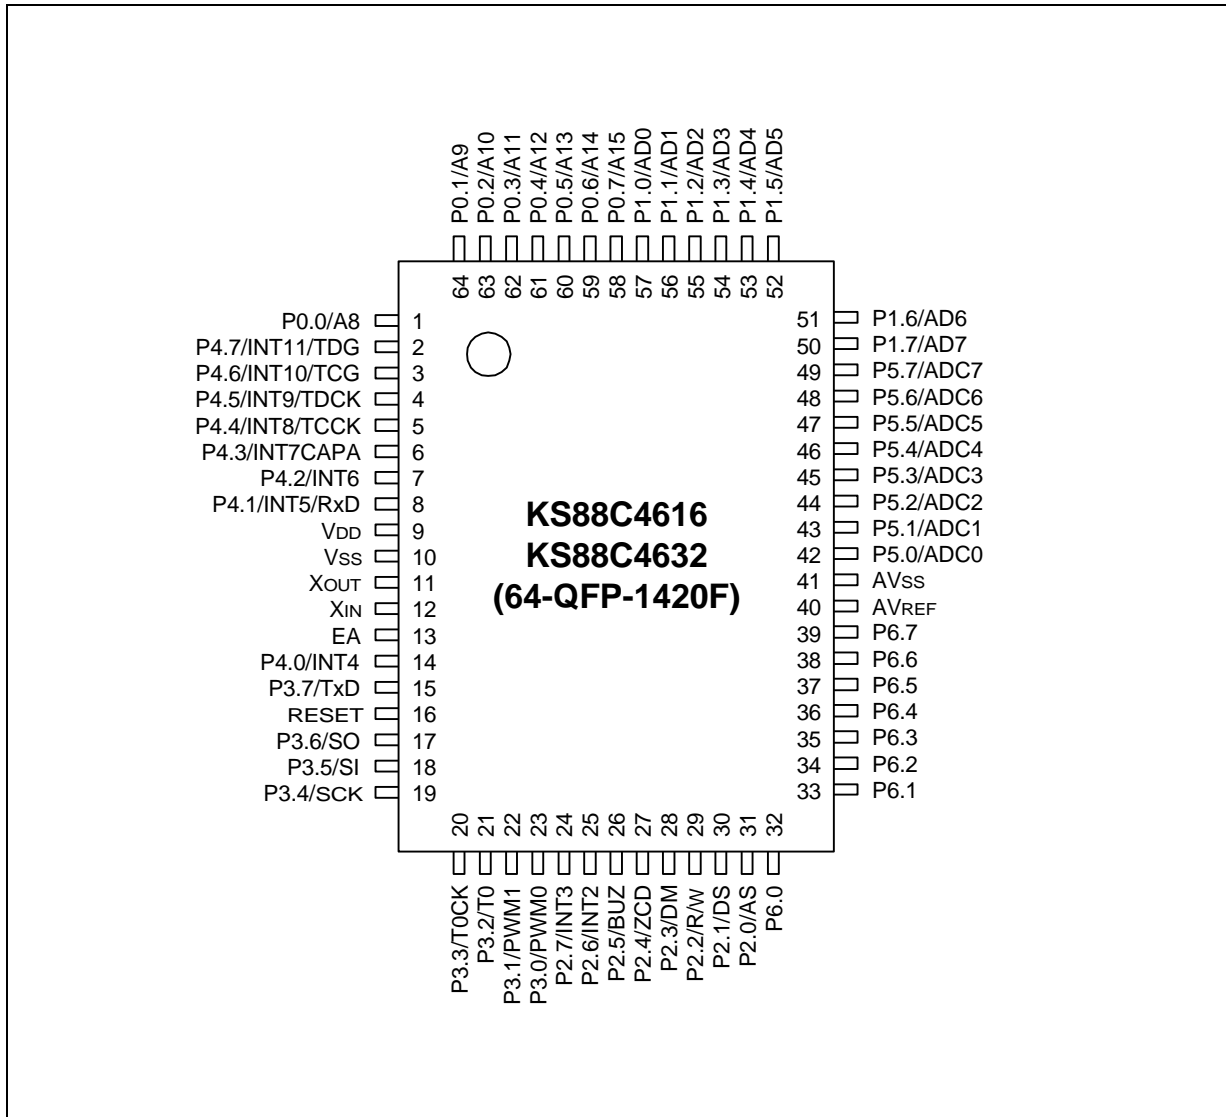 P0.1/A9
P0.2/A10
P0.3/A11
P0.4/A12
P0.5/A13
P0.6/A14
P0.7/A15
P1.0/AD0
P1.1/AD1
P1.2/AD2
P1.3/AD3
P1.4/AD4
P1.5/AD5
64
63
62
61
60
59
58
57
56
55
54
53
52
P0.0/A8 1
P4.7/INT11/TDG 2
P4.6/INT10/TCG 3
P4.5/INT9/TDCK 4
P4.4/INT8/TCCK 5
P4.3/INT7CAPA 6
P4.2/INT6 7
P4.1/INT5/RxD 8
VDD 9
VSS 10
XOUT 11
XIN 12
EA 13
P4.0/INT4 14
P3.7/TxD 15
RESET 16
P3.6/SO 17
P3.5/SI 18
P3.4/SCK 19
KS88C4616
KS88C4632
(64-QFP-1420F)
51 P1.6/AD6
50 P1.7/AD7
49 P5.7/ADC7
48 P5.6/ADC6
47 P5.5/ADC5
46 P5.4/ADC4
45 P5.3/ADC3
44 P5.2/ADC2
43 P5.1/ADC1
42 P5.0/ADC0
41 AVSS
40 AVREF
39 P6.7
38 P6.6
37 P6.5
36 P6.4
35 P6.3
34 P6.2
33 P6.1
20
21
22
23
24
25
26
27
28
29
30
31
32
P3.3/T0CK
P3.2/T0
P3.1/PWM1
P3.0/PWM0
P2.7/INT3
P2.6/INT2
P2.5/BUZ
P2.4/ZCD
P2.3/DM
P2.2/R/W
P2.1/DS
P2.0/AS
P6.0